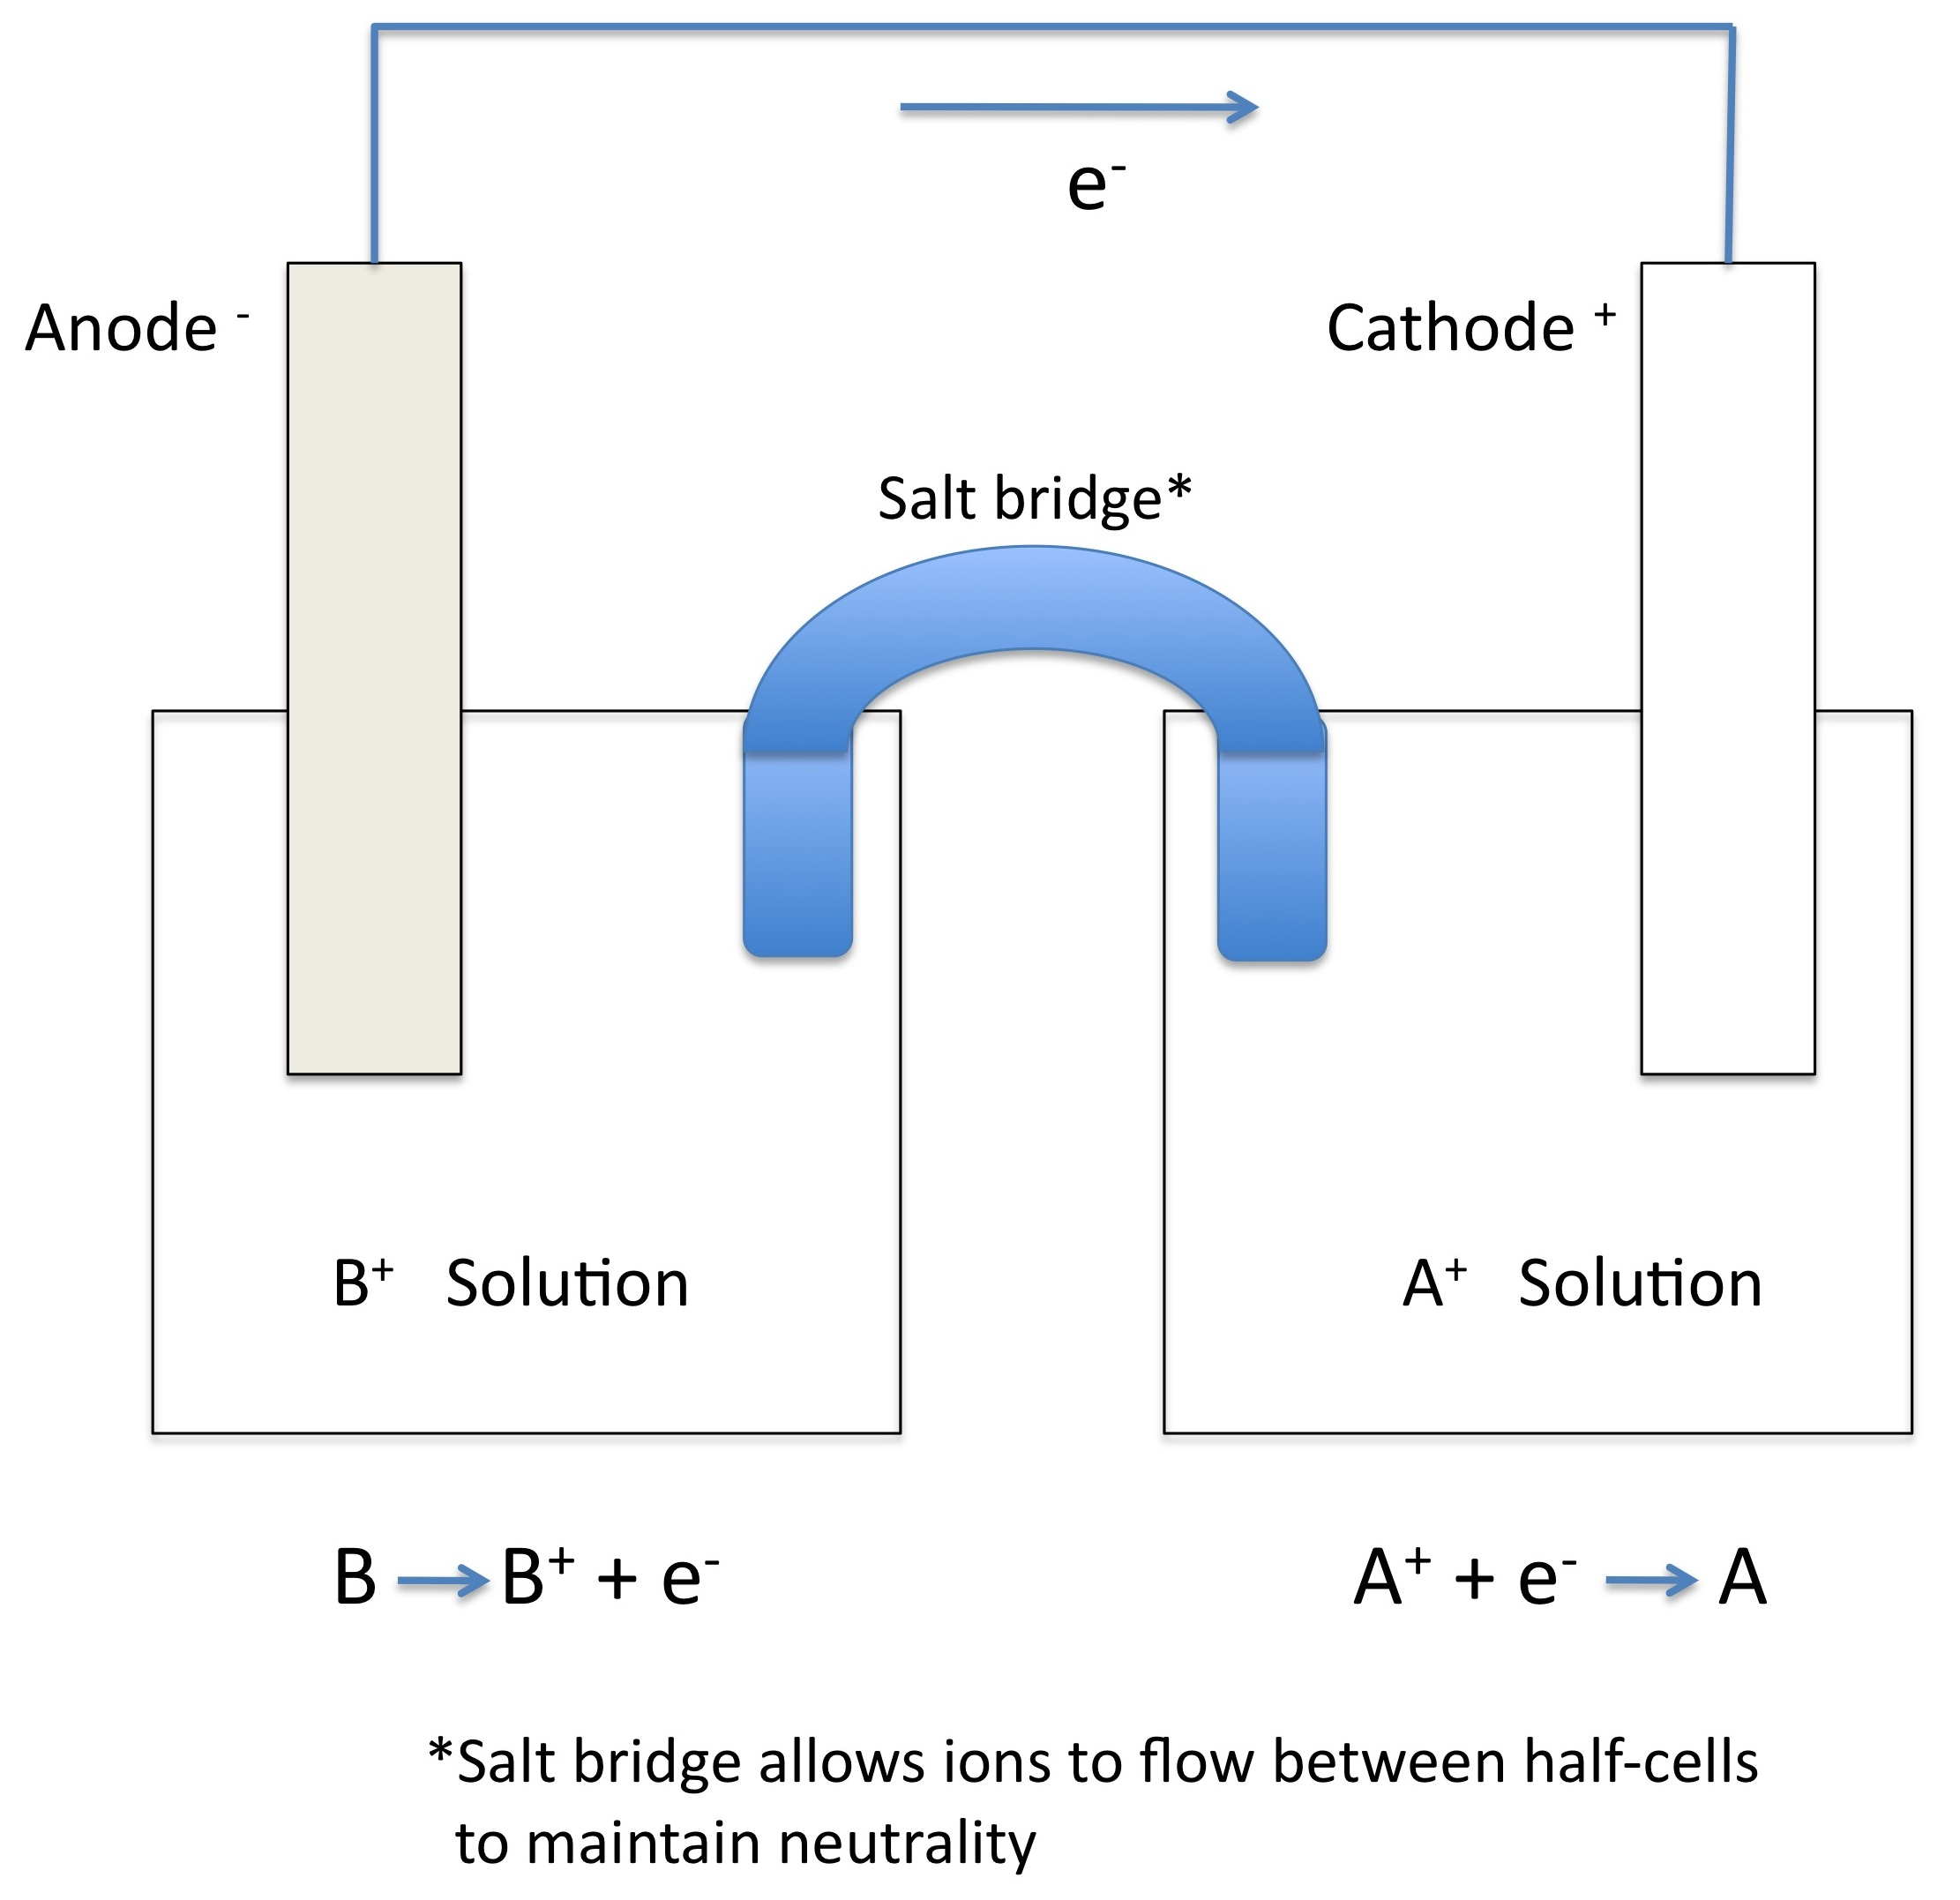 e⁻
Anode ⁻
Cathode ⁺
Salt bridge*
B⁺ Solution
A⁺ Solution
B → B⁺ + e⁻
A⁺ + e⁻ → A
*Salt bridge allows ions to flow between half-cells
to maintain neutrality